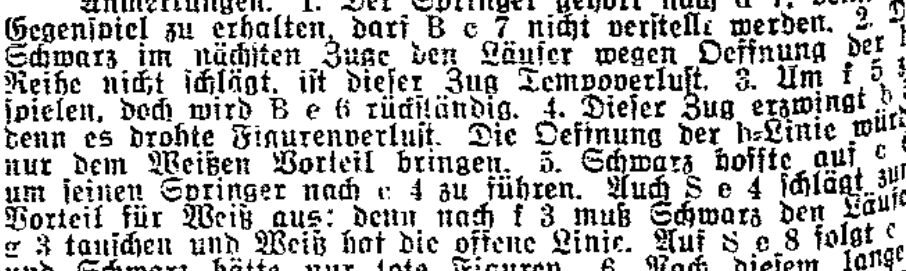 Anmerkungen. 1. Der Springer gehört nach
Gegenspiel zu erhalten, darf B c 7 nicht verstellt werden. 2.
Schwarz im nächsten Zuge den Läufer wegen Oeffnung der
Reihe nicht schlägt, ist dieser Zug Tempoverlust. 3. Um f 5
spielen, doch wird B e 6 rückständig. 4. Dieser Zug erzwingt
denn es drohte Figurenverlust. Die Oeffnung der h=Linie
nur dem Weißen Vorteil bringen. 5. Schwarz hoffte auf
um seinen Springer nach c 4 zu führen. Auch S e 4 schlägt zum
Vorteil für Weiß aus: denn nach f 3 muß Schwarz den
g 3 tauschen und Weiß hat die offene Linie. Auf S e 8 folgt
und Schwarz hätte nur tote Figuren. 6. Nach diesem